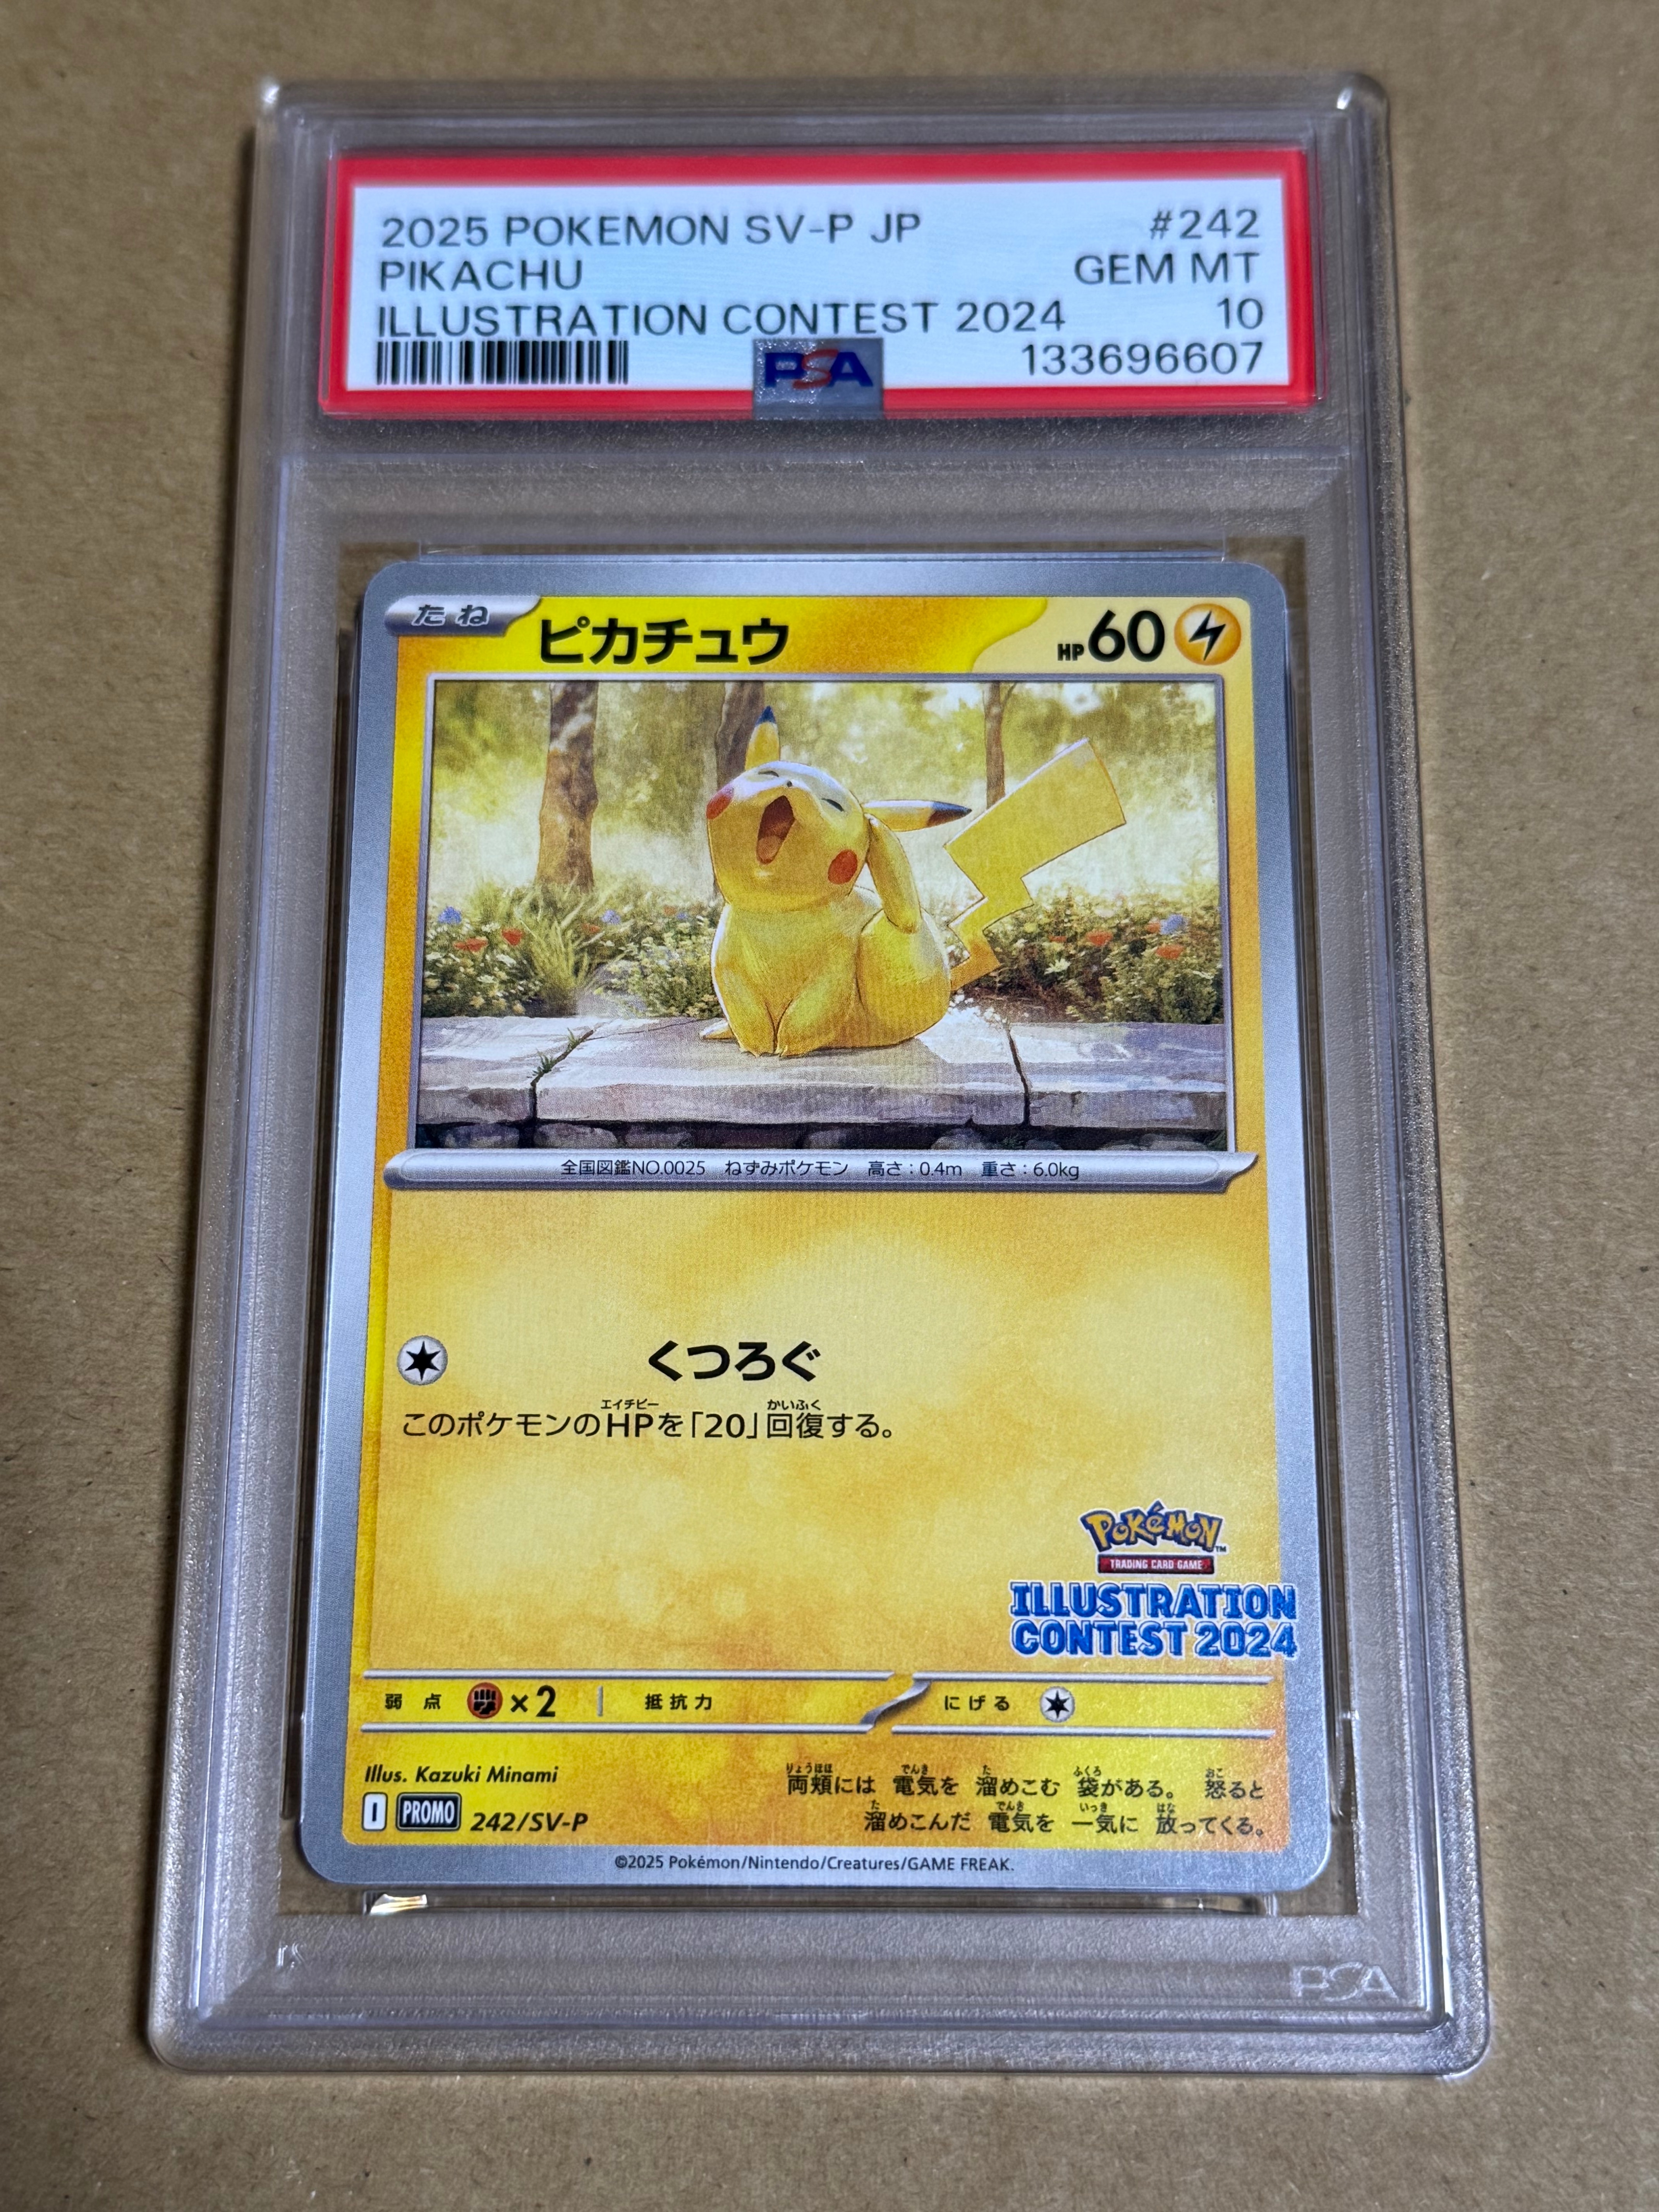 2025 POKEMON SV-P JP #242
PIKACHU GEM MT
ILLUSTRATION CONTEST 2024 10
PSA 133696607
たね ピカチュウ HP60
全国図鑑NO.0025 ねずみポケモン 高さ:0.4m 重さ:6.0kg
くつろぐ
エイチピー かいふく
このポケモンのHPを「20」回復する。
POKéMON™
TRADING CARD GAME
ILLUSTRATION
CONTEST 2024
弱点 ×2 抵抗力 にげる
Illus. Kazuki Minami
りょうほほ でんき た ふくろ おこ
両頬には 電気を 溜めこむ 袋がある。 怒ると
I PROMO 242/SV-P
た でんき いっき はな
溜めこんだ 電気を 一気に 放ってくる。
©2025 Pokémon/Nintendo/Creatures/GAME FREAK.
PSA